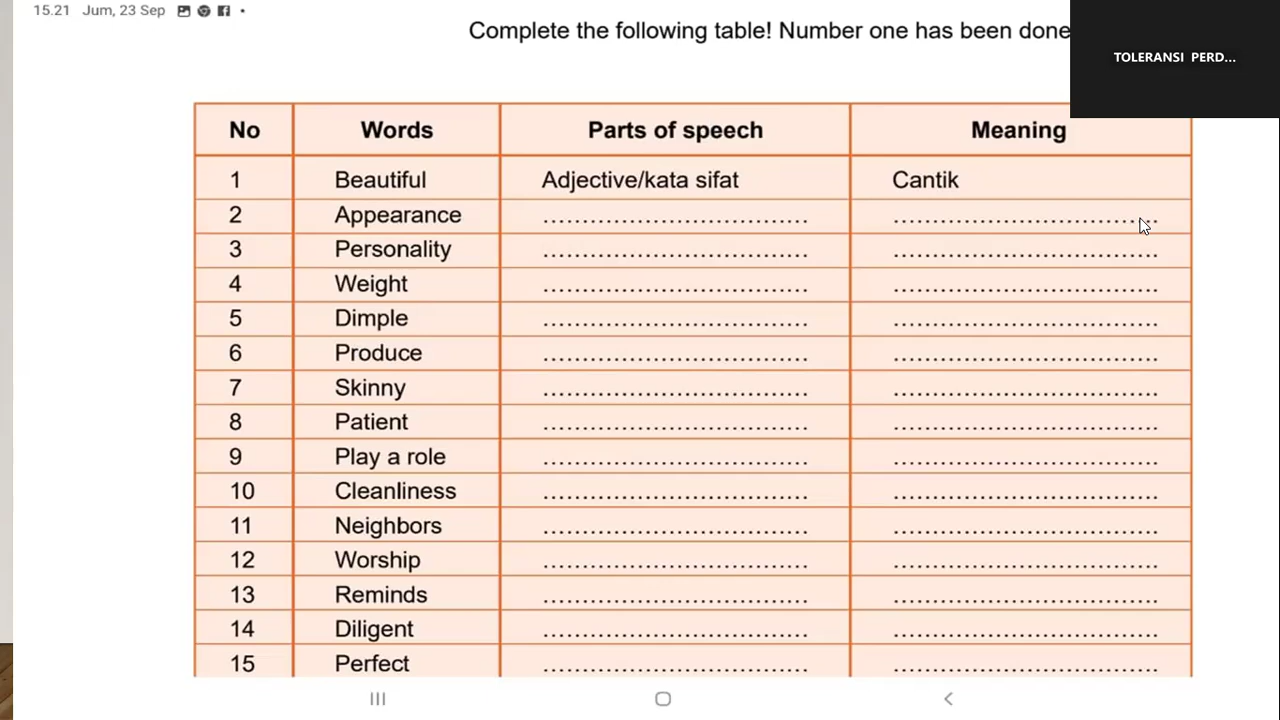 15.21 Jum, 23 Sep
Complete the following table! Number one has been done
TOLERANSI PERD...
No Words Parts of speech Meaning
1 Beautiful Adjective/kata sifat Cantik
2 Appearance ................................. .................................
3 Personality ................................. .................................
4 Weight ................................. .................................
5 Dimple ................................. .................................
6 Produce ................................. .................................
7 Skinny ................................. .................................
8 Patient ................................. .................................
9 Play a role ................................. .................................
10 Cleanliness ................................. .................................
11 Neighbors ................................. .................................
12 Worship ................................. .................................
13 Reminds ................................. .................................
14 Diligent ................................. .................................
15 Perfect ................................. .................................